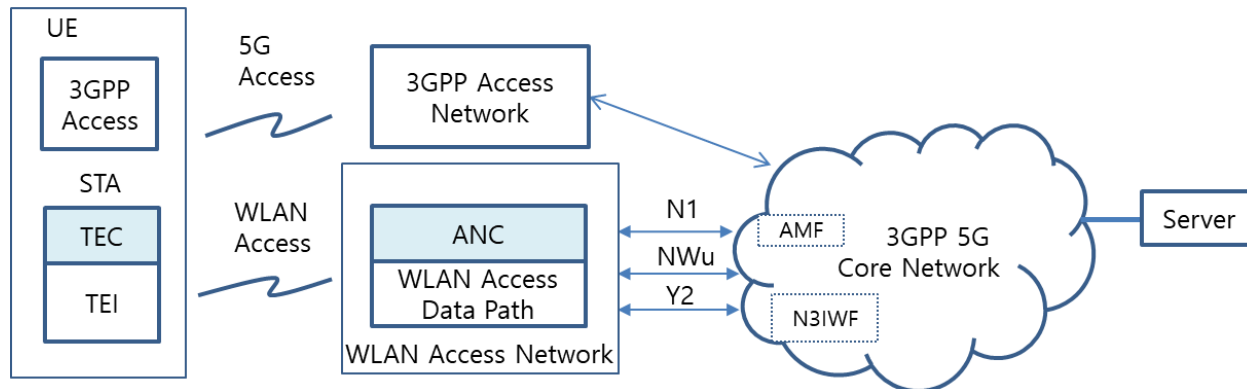 UE
3GPP
Access
STA
TEC
TEI
5G
Access
WLAN
Access
3GPP Access
Network
ANC
WLAN Access
Data Path
WLAN Access Network
N1
NWu
Y2
AMF
3GPP 5G
Core Network
N3IWF
Server